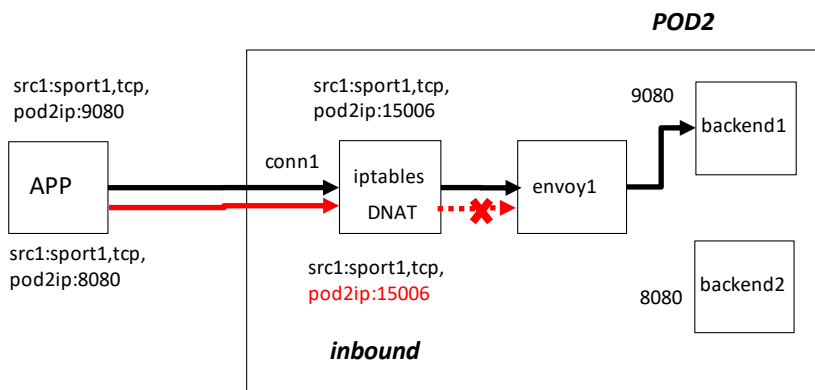 POD2
src1:sport1,tcp,
pod2ip:9080
src1:sport1,tcp,
pod2ip:15006
9080
backend1
conn1
APP
iptables
DNAT
envoy1
src1:sport1,tcp,
pod2ip:8080
src1:sport1,tcp,
pod2ip:15006
8080
backend2
inbound